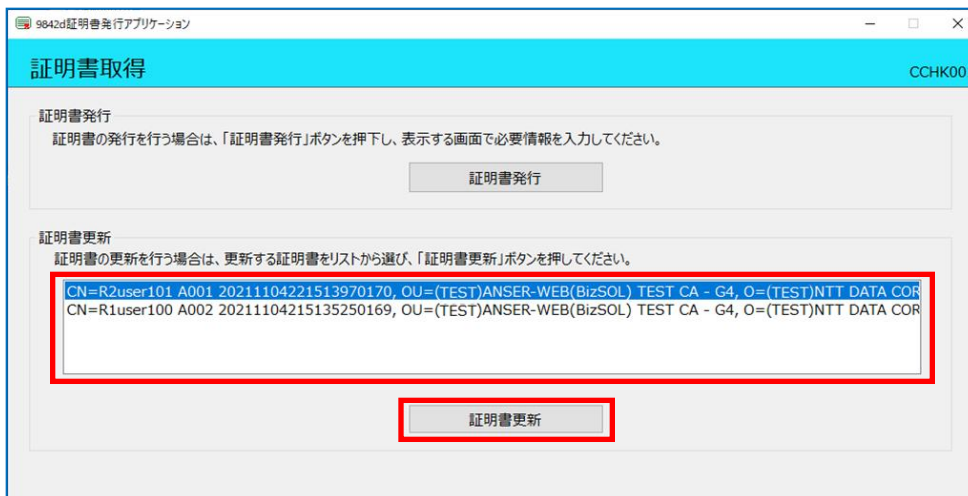 9842d証明書発行アプリケーション
証明書取得
CCHK00
証明書発行
証明書の発行を行う場合は、「証明書発行」ボタンを押下し、表示する画面で必要情報を入力してください。
証明書発行
証明書更新
証明書の更新を行う場合は、更新する証明書をリストから選び、「証明書更新」ボタンを押してください。
CN=R2user101 A001 20211104221513970170, OU=(TEST)ANSER-WEB(BizSOL) TEST CA - G4, O=(TEST)NTT DATA COR
CN=R1user100 A002 20211104215135250169, OU=(TEST)ANSER-WEB(BizSOL) TEST CA - G4, O=(TEST)NTT DATA COR
証明書更新